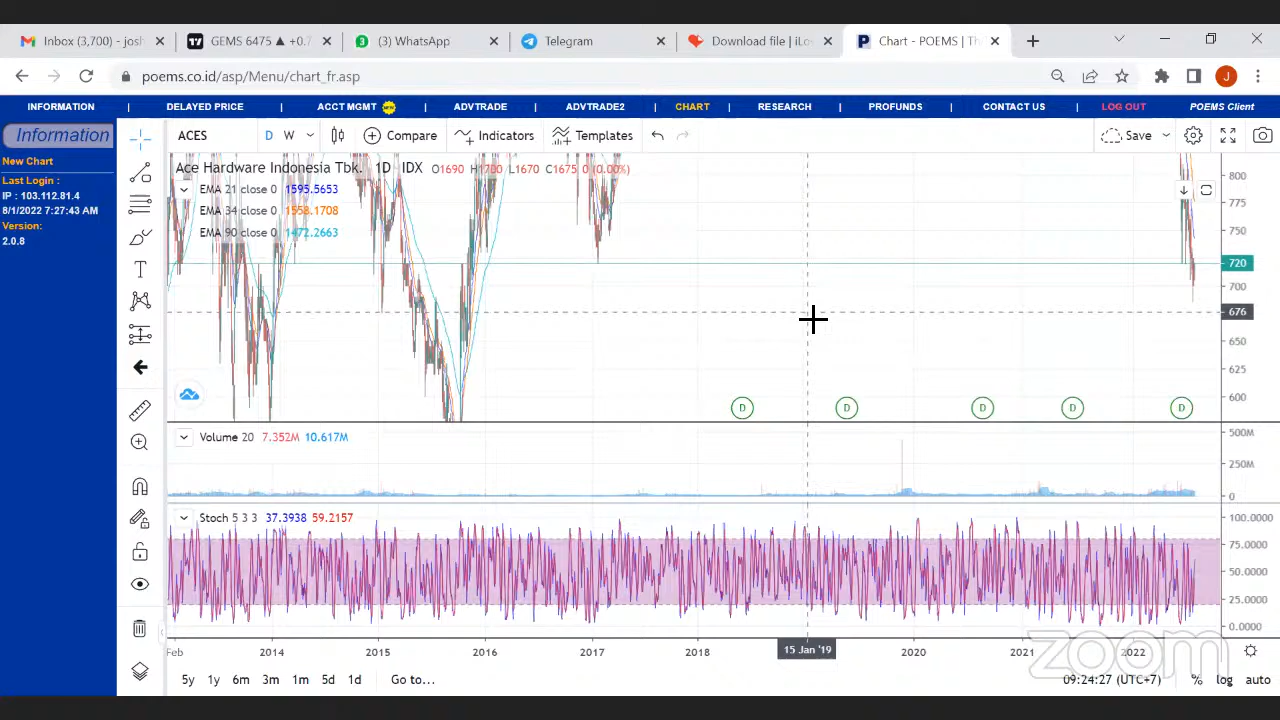 Inbox (3,700) - josh
GEMS 6475 ▲ +0.7
3 (3) WhatsApp
Telegram
Download file | iLov
P Chart - POEMS | Th
poems.co.id/asp/Menu/chart_fr.asp
J
INFORMATION | DELAYED PRICE | ACCT MGMT NEW | ADVTRADE | ADVTRADE2 | CHART | RESEARCH | PROFUNDS | CONTACT US | LOG OUT POEMS Client
Information
New Chart
Last Login :
IP : 103.112.81.4
8/1/2022 7:27:43 AM
Version:
2.0.8
ACES D W Compare Indicators Templates Save
Ace Hardware Indonesia Tbk. 1D IDX O1690 H1700 L1670 C1675 0 (0.00%)
EMA 21 close 0 1595.5653
EMA 34 close 0 1558.1708
EMA 90 close 0 1472.2663
800
775
750
720
700
676
650
625
600
D D D D D
Volume 20 7.352M 10.617M
500M
250M
0
Stoch 5 3 3 37.3938 59.2157
100.0000
75.0000
50.0000
25.0000
0.0000
Feb 2014 2015 2016 2017 2018 15 Jan '19 2020 2021 2022
zoom
5y 1y 6m 3m 1m 5d 1d Go to... 09:24:27 (UTC+7) % log auto